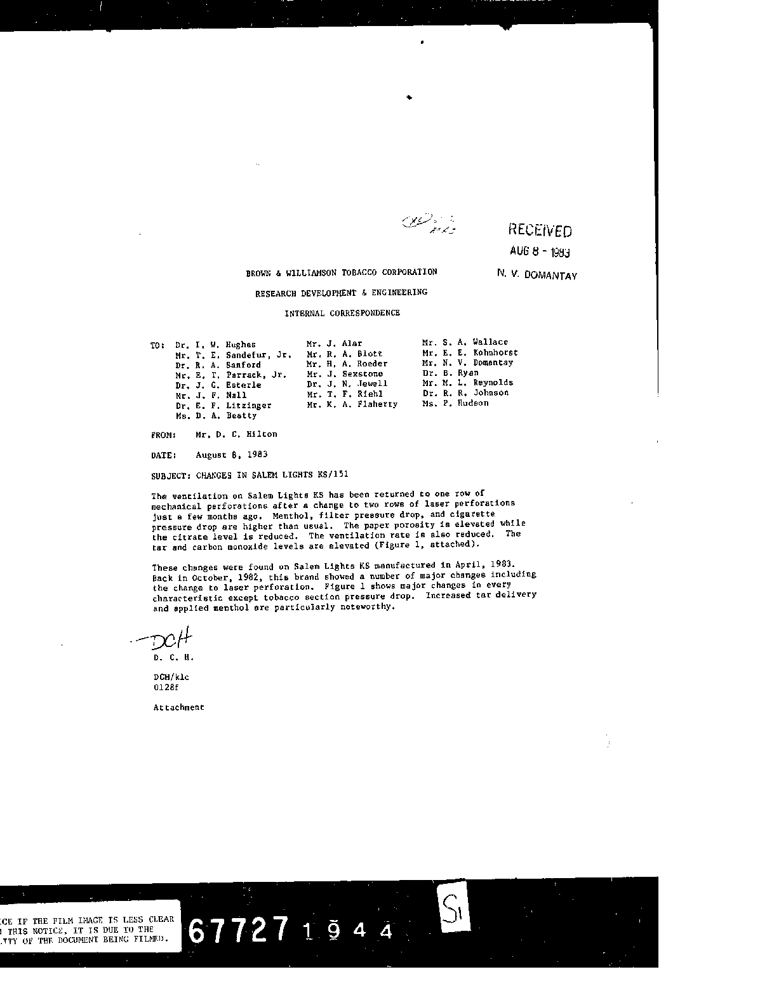 RECEIVED
AUG 8 - 1983
N. V. DOMANTAY
BROWN & WILLIAMSON TOBACCO CORPORATION
RESEARCH DEVELOPMENT & ENGINEERING
INTERNAL CORRESPONDENCE
TO: Dr. I. W. Hughes Mr. J. Alar Mr. S. A. Wallace
Mr. T. E. Sandefur, Jr. Mr. R. A. Blott Mr. E. E. Kohnhorst
Dr. R. A. Sanford Mr. H. A. Roeder Mr. N. V. Domantay
Mr. E. T. Parrack, Jr. Mr. J. Sexstone Dr. B. Ryan
Dr. J. G. Esterle Dr. J. N. Jewell Mr. M. L. Reynolds
Mr. J. F. Nall Mr. T. F. Riehl Dr. R. R. Johnson
Dr. E. F. Litzinger Mr. K. A. Flaherty Ms. P. Hudson
Ms. D. A. Beatty
FROM: Mr. D. C. Hilton
DATE: August 8, 1983
SUBJECT: CHANGES IN SALEM LIGHTS KS/151
The ventilation on Salem Lights KS has been returned to one row of
mechanical perforations after a change to two rows of laser perforations
just a few months ago. Menthol, filter pressure drop, and cigarette
pressure drop are higher than usual. The paper porosity is elevated while
the citrate level is reduced. The ventilation rate is also reduced. The
tar and carbon monoxide levels are elevated (Figure 1, attached).
These changes were found on Salem Lights KS manufactured in April, 1983.
Back in October, 1982, this brand showed a number of major changes including
the change to laser perforation. Figure 1 shows major changes in every
characteristic except tobacco section pressure drop. Increased tar delivery
and applied menthol are particularly noteworthy.
DCH
D. C. H.
DCH/klc
0128f
Attachment
ICE IF THE FILM IMAGE IS LESS CLEAR
THIS NOTICE, IT IS DUE TO THE
OF THE DOCUMENT BEING FILMED.
67727 1944